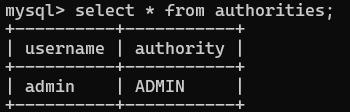 mysql> select * from authorities;
+----------+-----------+
| username | authority |
+----------+-----------+
| admin    | ADMIN     |
+----------+-----------+